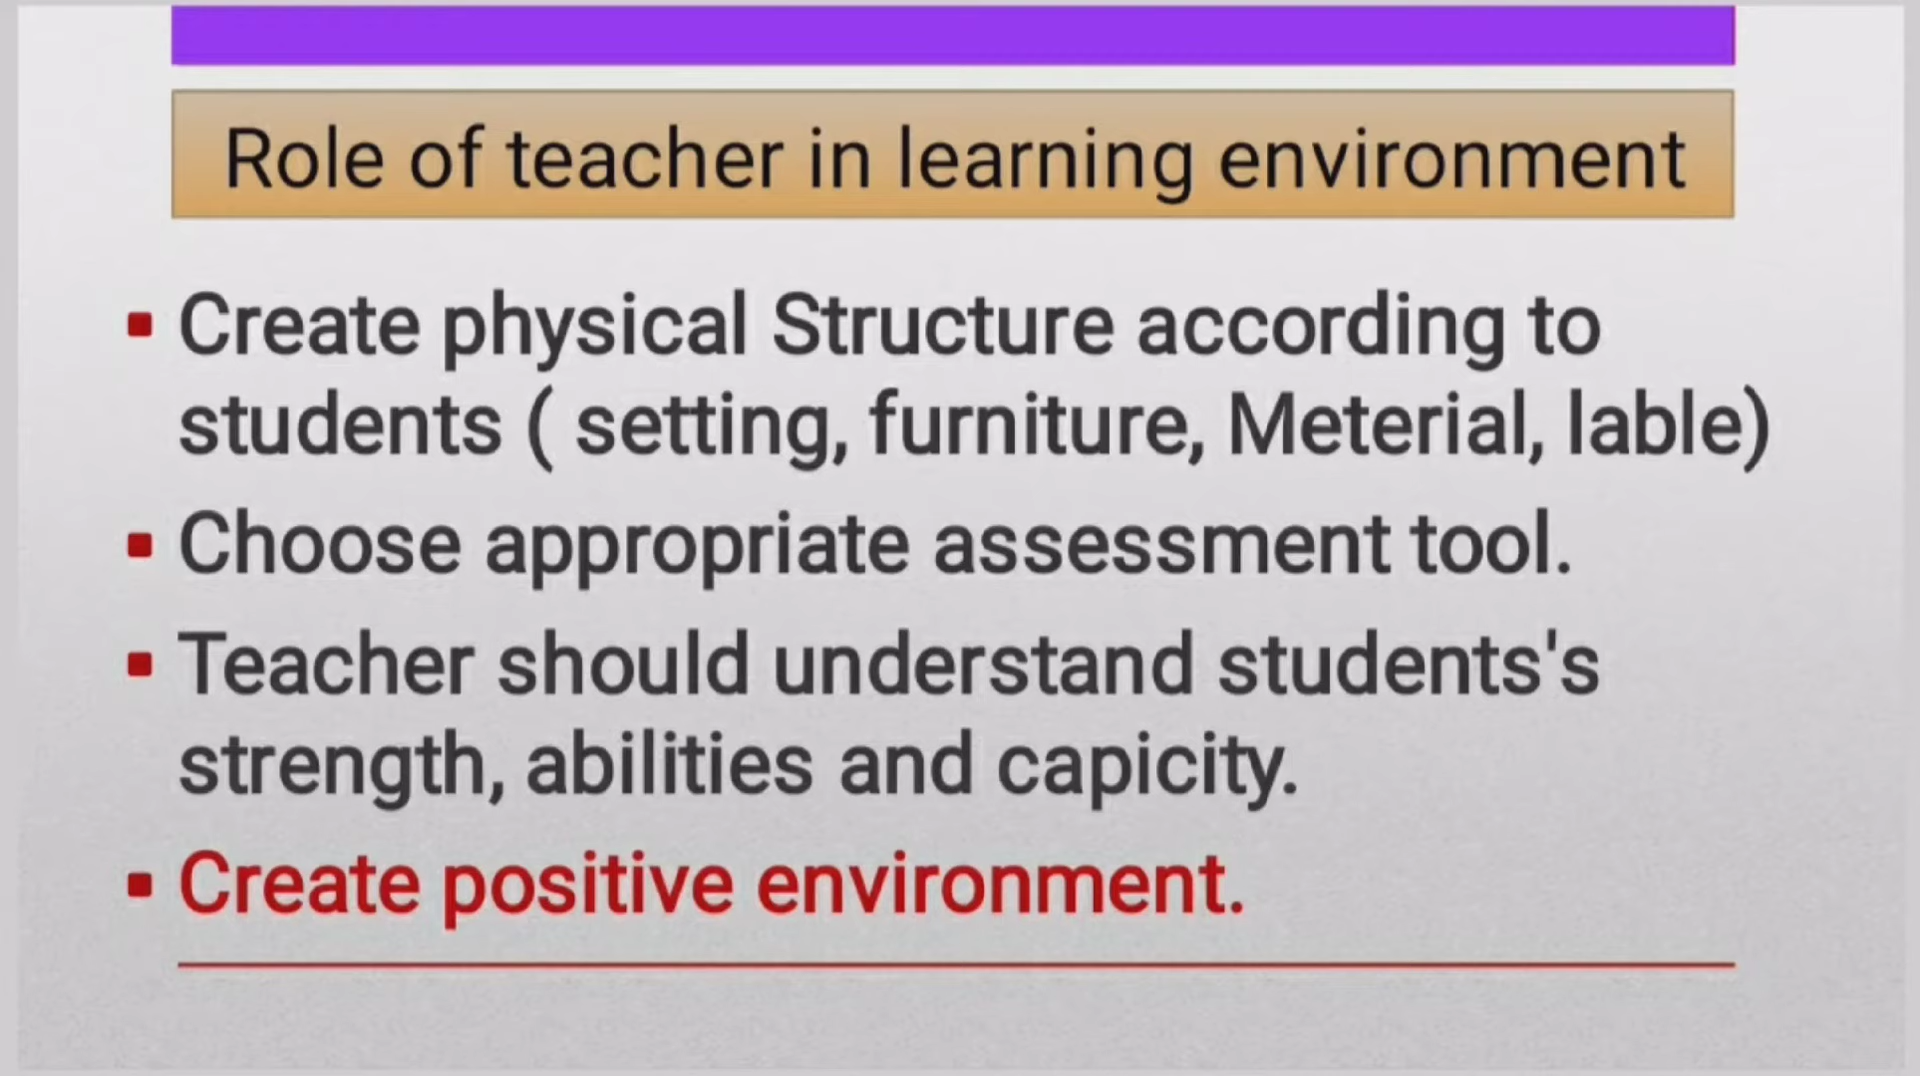 Role of teacher in learning environment
Create physical Structure according to
students ( setting, furniture, Meterial, lable)
Choose appropriate assessment tool.
Teacher should understand students's
strength, abilities and capicity.
Create positive environment.